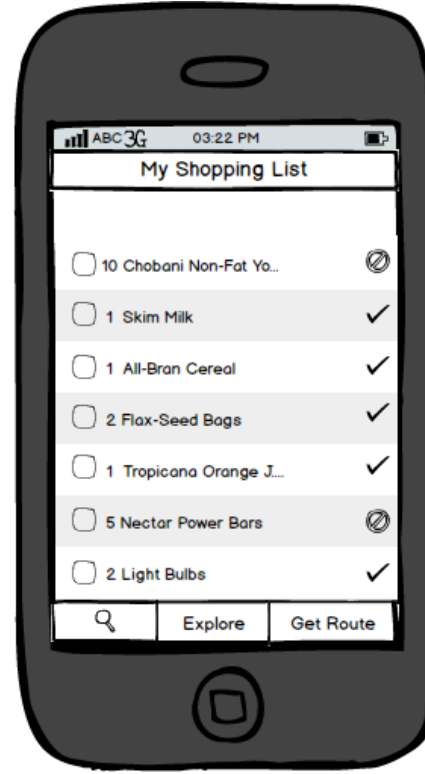 ABC 3G 03:22 PM
My Shopping List
10 Chobani Non-Fat Yo...
1 Skim Milk
1 All-Bran Cereal
2 Flax-Seed Bags
1 Tropicana Orange J....
5 Nectar Power Bars
2 Light Bulbs
Explore Get Route